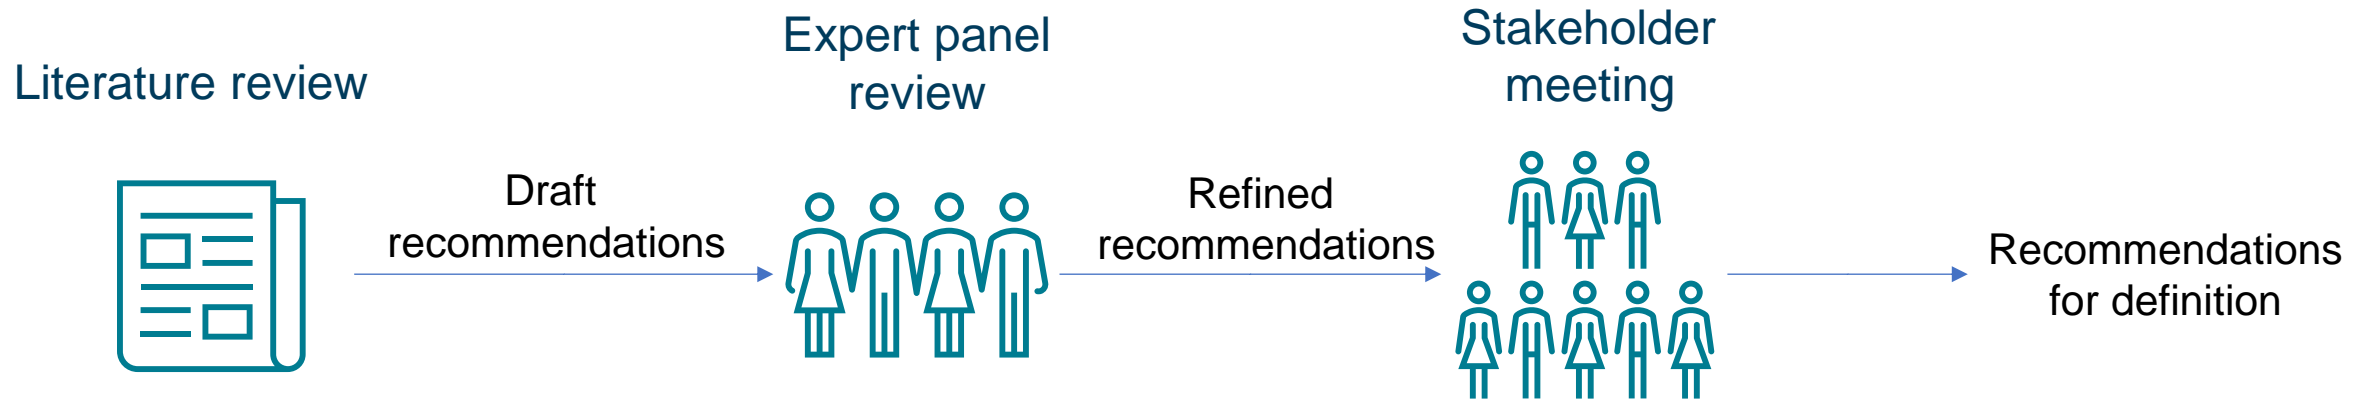 Literature review
Draft
recommendations
Expert panel
review
Refined
recommendations
Stakeholder
meeting
Recommendations
for definition